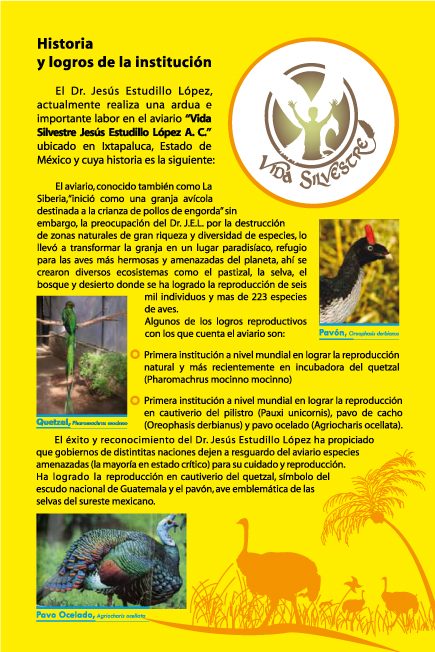 Historia
y logros de la institución
El Dr. Jesús Estudillo López,
actualmente realiza una ardua e
importante labor en el aviario “Vida
Silvestre Jesús Estudillo López A. C.”
ubicado en Ixtapaluca, Estado de
México y cuya historia es la siguiente:
VIDA SILVESTRE
El aviario, conocido también como La
Siberia, “inició como una granja avícola
destinada a la crianza de pollos de engorda” sin
embargo, la preocupación del Dr. J.E.L. por la destrucción
de zonas naturales de gran riqueza y diversidad de especies, lo
llevó a transformar la granja en un lugar paradisíaco, refugio
para las aves más hermosas y amenazadas del planeta, ahí se
crearon diversos ecosistemas como el pastizal, la selva, el
bosque y desierto donde se ha logrado la reproducción de seis
mil individuos y mas de 223 especies
de aves.
Algunos de los logros reproductivos
con los que cuenta el aviario son:
Pavón, Oreophasis derbianus
Primera institución a nivel mundial en lograr la reproducción
natural y más recientemente en incubadora del quetzal
(Pharomachrus mocinno mocinno)
Primera institución a nivel mundial en lograr la reproducción
en cautiverio del pilistro (Pauxi unicornis), pavo de cacho
(Oreophasis derbianus) y pavo ocelado (Agriocharis ocellata).
Quetzal, Pharomachrus mocinno
El éxito y reconocimiento del Dr. Jesús Estudillo López ha propiciado
que gobiernos de distintitas naciones dejen a resguardo del aviario especies
amenazadas (la mayoría en estado crítico) para su cuidado y reproducción.
Ha logrado la reproducción en cautiverio del quetzal, símbolo del
escudo nacional de Guatemala y el pavón, ave emblemática de las
selvas del sureste mexicano.
Pavo Ocelado, Agriocharis ocellata